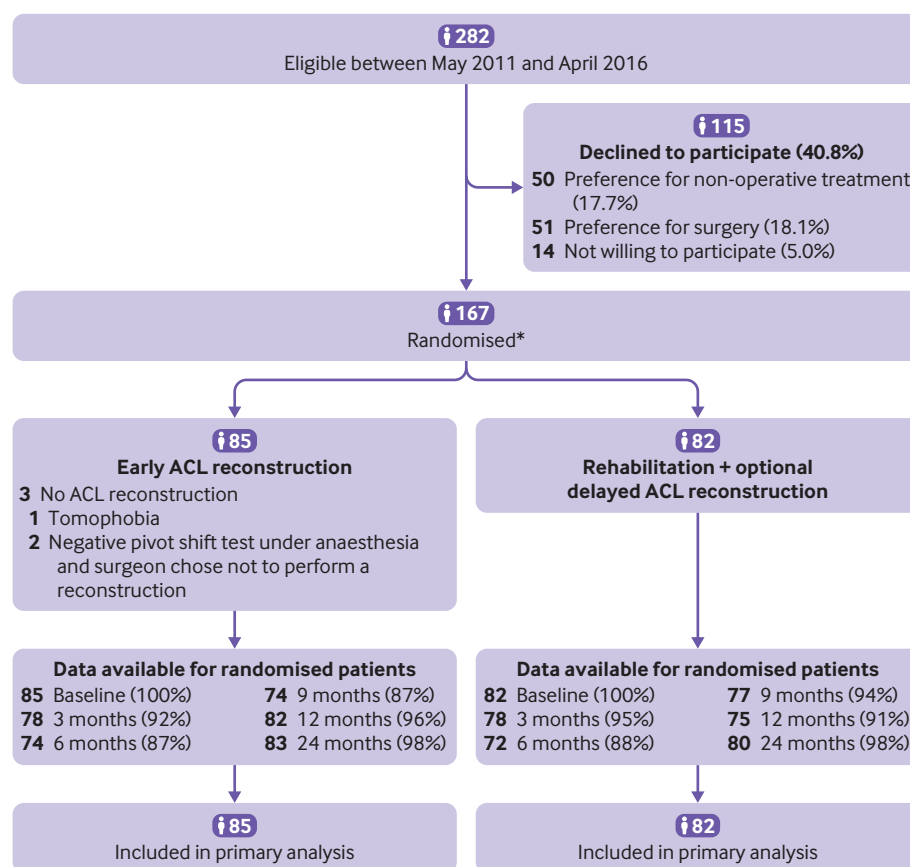 282
Eligible between May 2011 and April 2016
115
Declined to participate (40.8%)
50 Preference for non-operative treatment
(17.7%)
51 Preference for surgery (18.1%)
14 Not willing to participate (5.0%)
167
Randomised*
85
Early ACL reconstruction
3 No ACL reconstruction
1 Tomophobia
2 Negative pivot shift test under anaesthesia
and surgeon chose not to perform a
reconstruction
82
Rehabilitation + optional
delayed ACL reconstruction
Data available for randomised patients
85 Baseline (100%) 74 9 months (87%)
78 3 months (92%) 82 12 months (96%)
74 6 months (87%) 83 24 months (98%)
Data available for randomised patients
82 Baseline (100%) 77 9 months (94%)
78 3 months (95%) 75 12 months (91%)
72 6 months (88%) 80 24 months (98%)
85
Included in primary analysis
82
Included in primary analysis